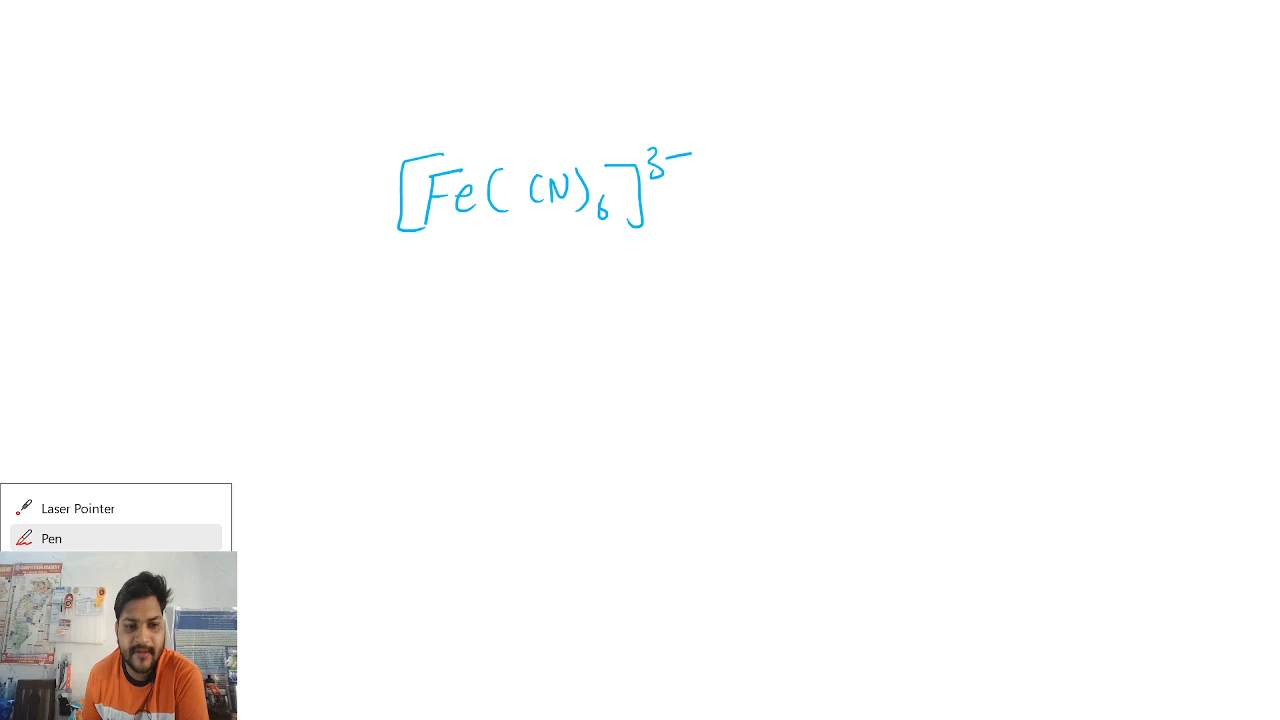 [Fe(CN)₆]³⁻
Laser Pointer
Pen